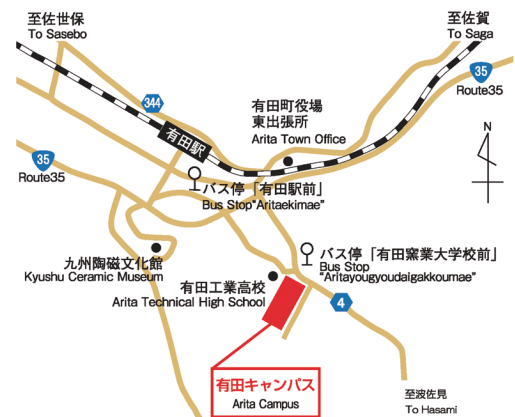 至佐世保
To Sasebo
至佐賀
To Saga
35
Route35
344
有田町役場
東出張所
Arita Town Office
有田駅
N
35
Route35
バス停「有田駅前」
Bus Stop"Aritaekimae"
九州陶磁文化館
Kyushu Ceramic Museum
有田工業高校
Arita Technical High School
バス停「有田窯業大学校前」
Bus Stop
"Aritayougyoudaigakkoumae"
4
有田キャンパス
Arita Campus
至波佐見
To Hasami